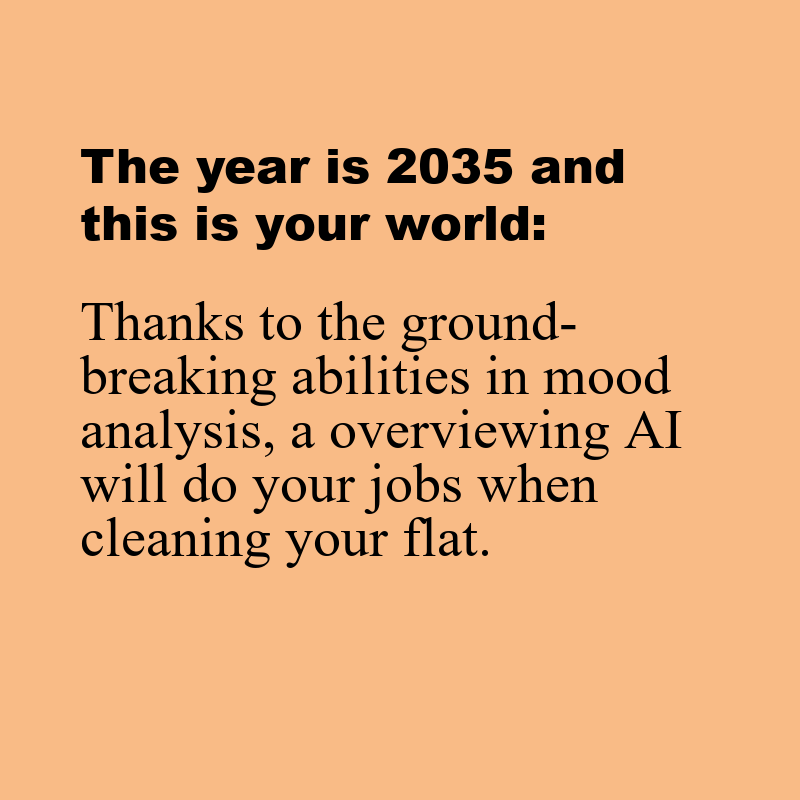 The year is 2035 and
this is your world:
Thanks to the ground-
breaking abilities in mood
analysis, a overviewing AI
will do your jobs when
cleaning your flat.